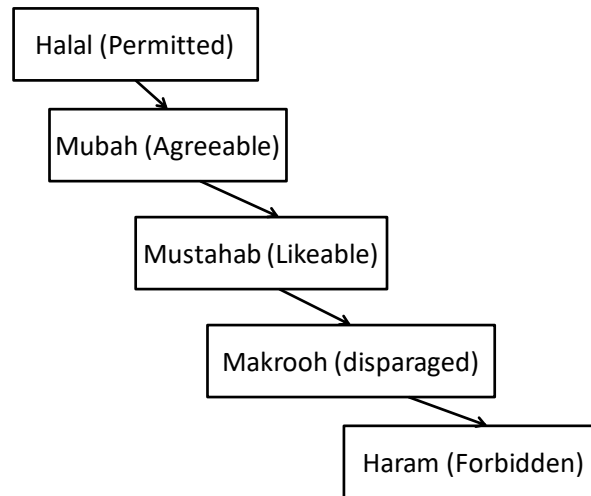 Halal (Permitted)
Mubah (Agreeable)
Mustahab (Likeable)
Makrooh (disparaged)
Haram (Forbidden)